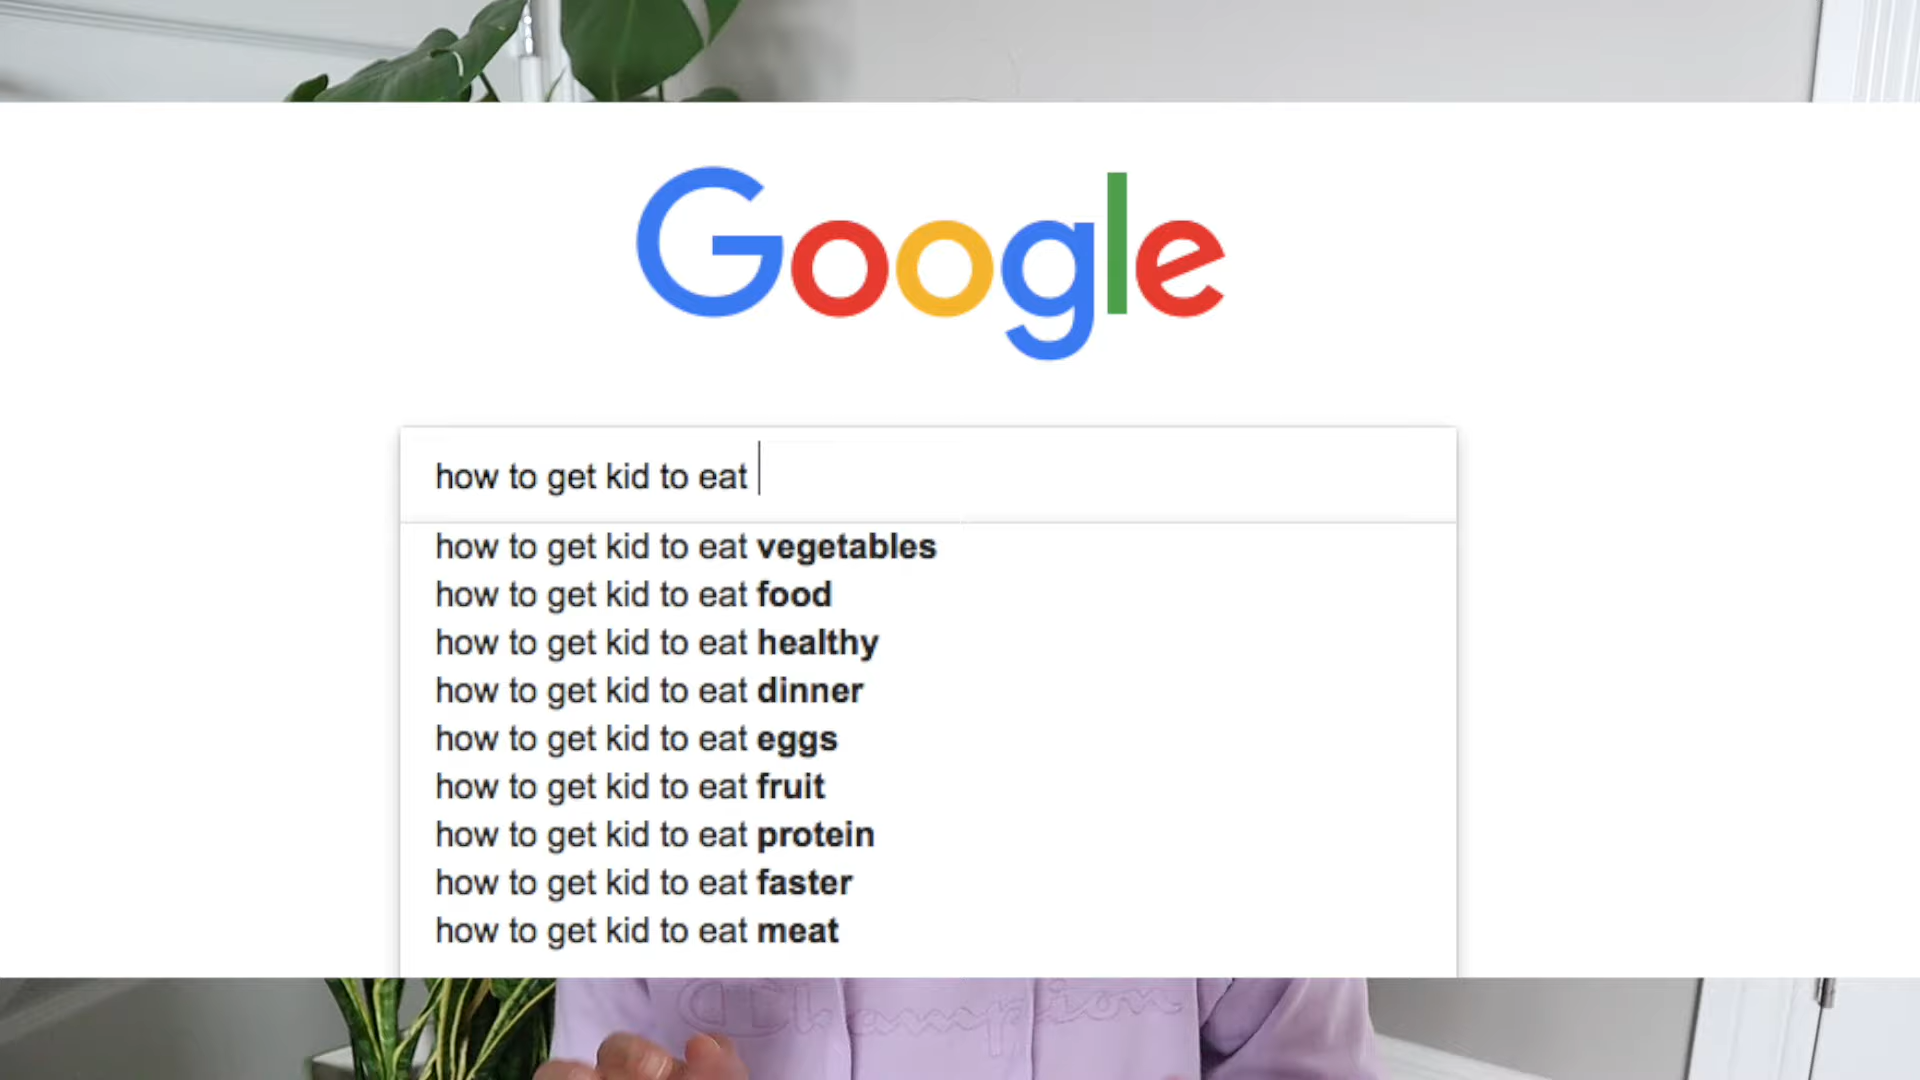 Google
how to get kid to eat
how to get kid to eat vegetables
how to get kid to eat food
how to get kid to eat healthy
how to get kid to eat dinner
how to get kid to eat eggs
how to get kid to eat fruit
how to get kid to eat protein
how to get kid to eat faster
how to get kid to eat meat
Champion